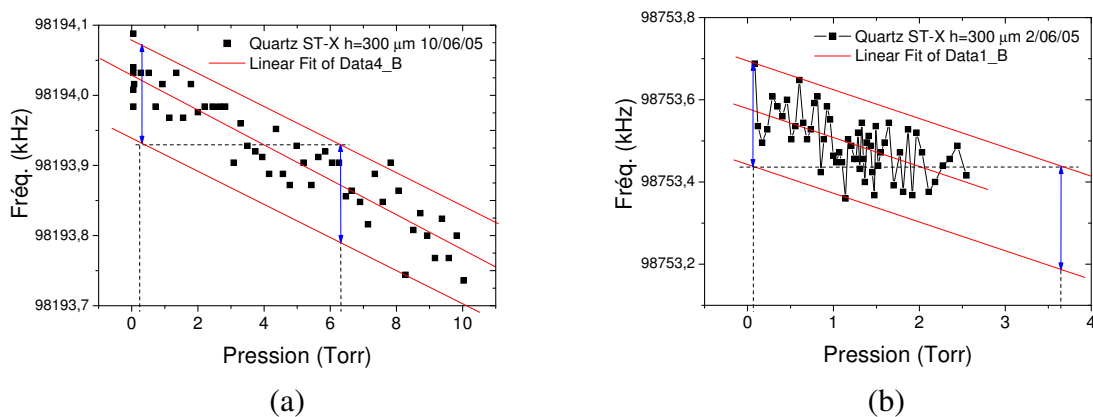 98194,1
98194,0
98193,9
98193,8
98193,7
Fréq. (kHz)
Quartz ST-X h=300 μm 10/06/05
Linear Fit of Data4_B
0 2 4 6 8 10
Pression (Torr)
(a)
98753,8
98753,6
98753,4
98753,2
Fréq. (kHz)
Quartz ST-X h=300 μm 2/06/05
Linear Fit of Data1_B
0 1 2 3 4
Pression (Torr)
(b)